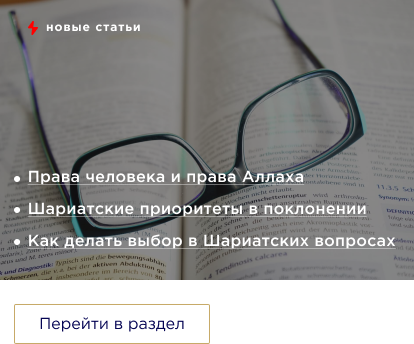 новые статьи
Права человека и права Аллаха
Шариатские приоритеты в поклонении
Как делать выбор в Шариатских вопросах
Перейти в раздел